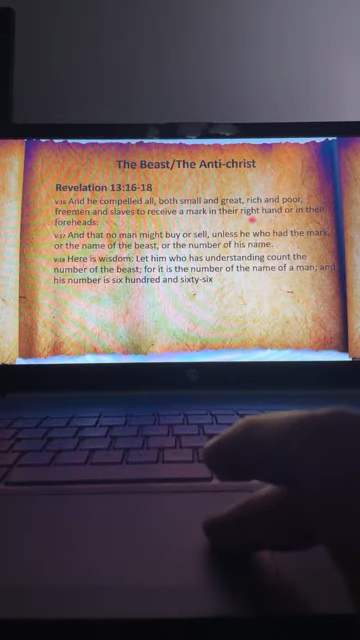 The Beast/The Anti-christ
Revelation 13:16-18
v.16 And he compelled all, both small and great, rich and poor,
freemen and slaves to receive a mark in their right hand or in their
foreheads:
v.17 And that no man might buy or sell, unless he who had the mark,
or the name of the beast, or the number of his name.
v.18 Here is wisdom: Let him who has understanding count the
number of the beast; for it is the number of the name of a man; and
his number is six hundred and sixty-six
hp